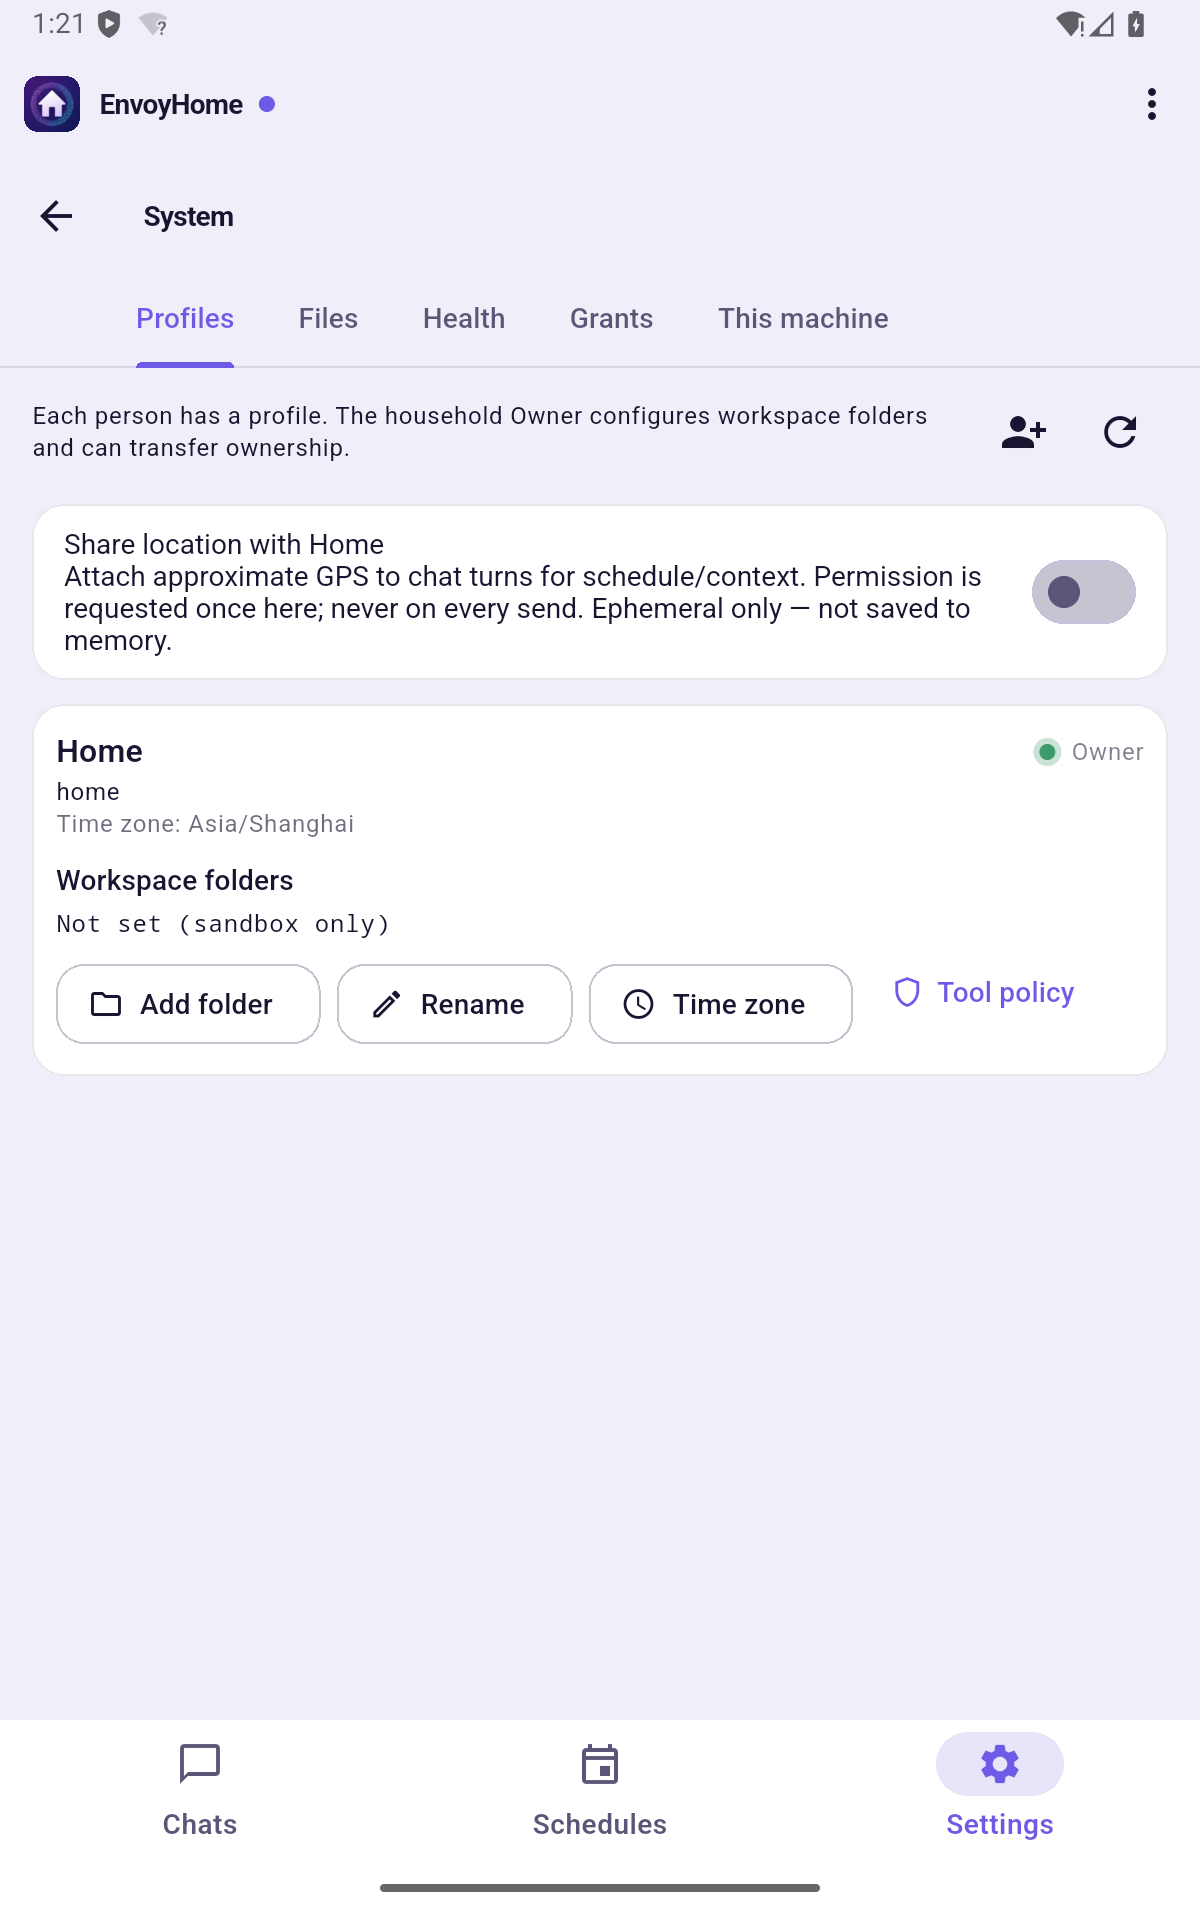 1:21
EnvoyHome
System
Profiles
Files
Health
Grants
This machine
Each person has a profile. The household Owner configures workspace folders
and can transfer ownership.
Share location with Home
Attach approximate GPS to chat turns for schedule/context. Permission is
requested once here; never on every send. Ephemeral only — not saved to
memory.
Home
Owner
home
Time zone: Asia/Shanghai
Workspace folders
Not set (sandbox only)
Add folder
Rename
Time zone
Tool policy
Chats
Schedules
Settings